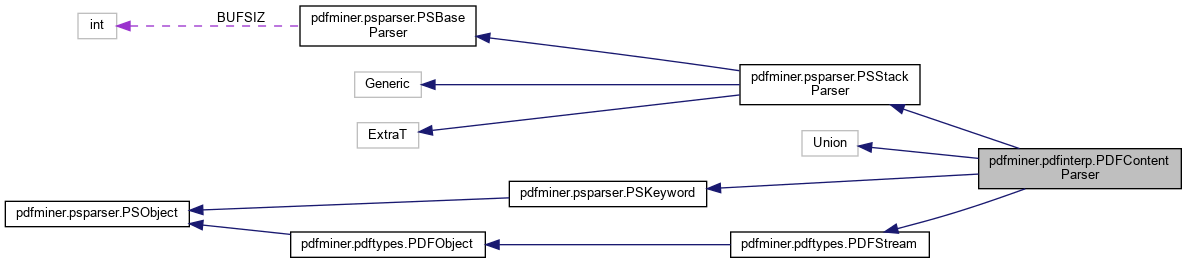 int
BUFSIZ
pdfminer.psparser.PSBase
Parser
Generic
pdfminer.psparser.PSStack
Parser
ExtraT
Union
pdfminer.pdfinterp.PDFContent
Parser
pdfminer.psparser.PSKeyword
pdfminer.psparser.PSObject
pdfminer.pdftypes.PDFObject
pdfminer.pdftypes.PDFStream